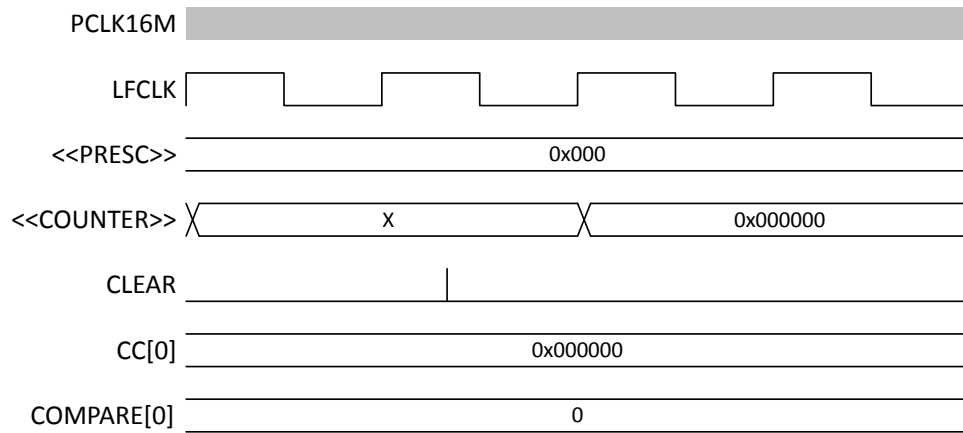 PCLK16M
LFCLK
<<PRESC>> 0x000
<<COUNTER>> X 0x000000
CLEAR
CC[0] 0x000000
COMPARE[0] 0